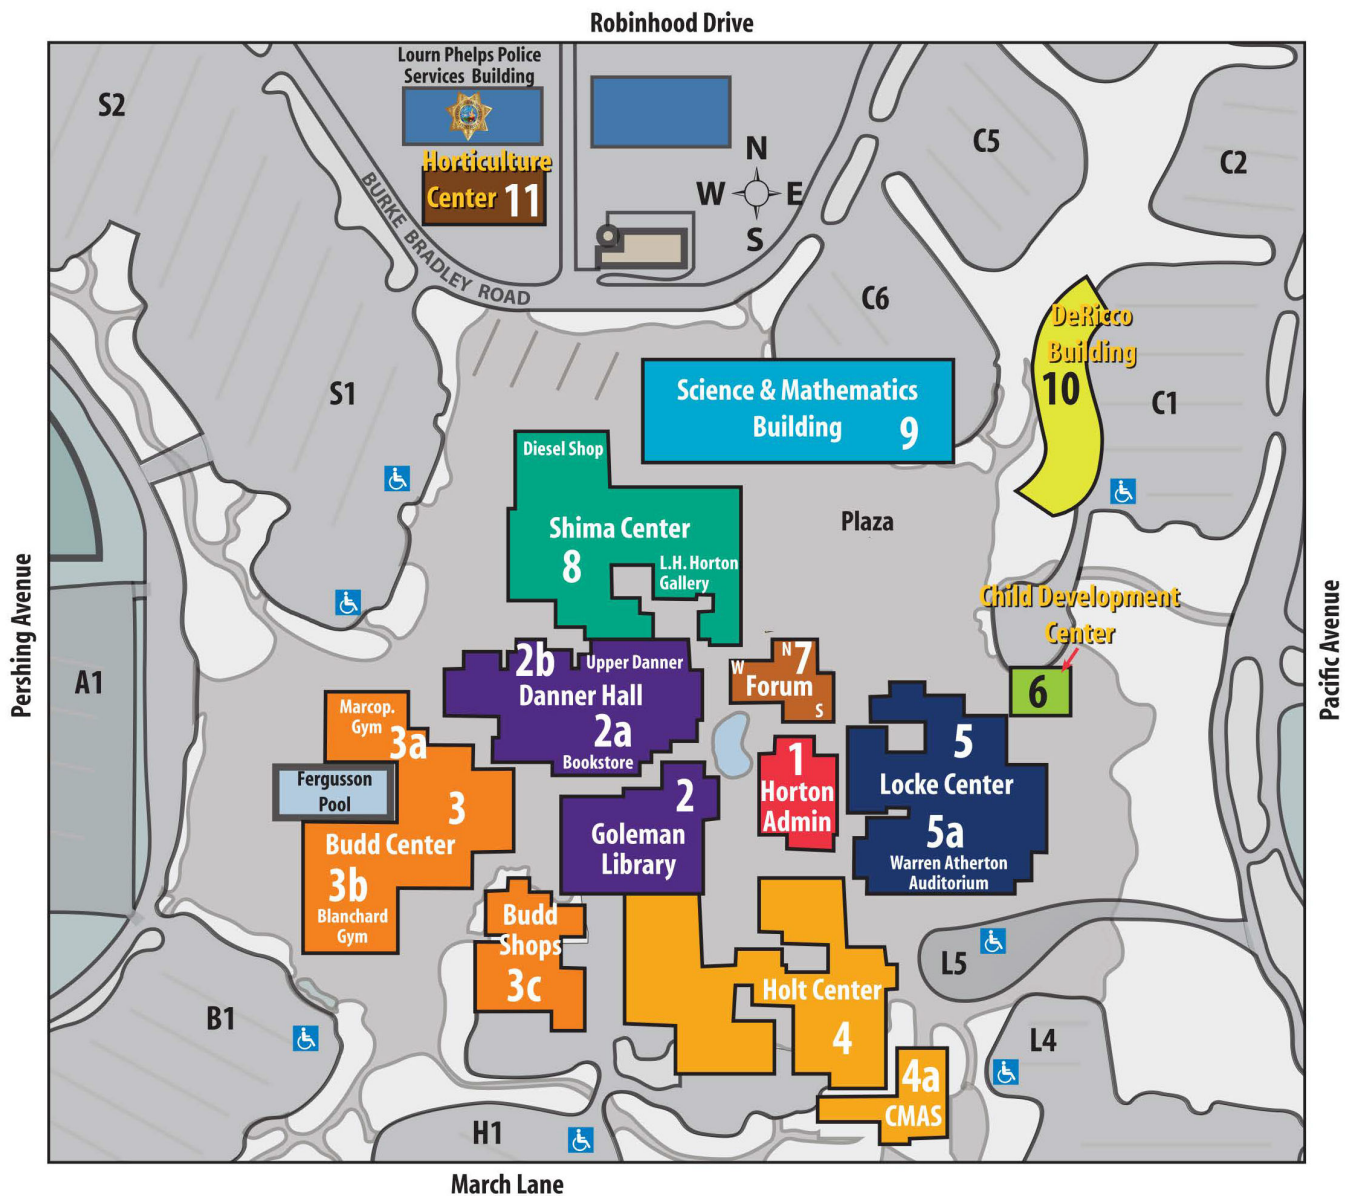 Robinhood Drive
Lourn Phelps Police
Services Building
S2
C5
C2
Horticulture
Center 11
N
W E
S
BURKE BRADLEY ROAD
C6
DeRicco
Building
10
S1
C1
Science & Mathematics
Building 9
Diesel Shop
Shima Center
8
L.H. Horton
Gallery
Plaza
Pershing Avenue
Pacific Avenue
Child Development
Center
6
A1
2b
Upper Danner
Danner Hall
2a
Bookstore
N 7
W
Forum
S
Marcop.
Gym
3a
Fergusson
Pool
3
Budd Center
3b
Blanchard
Gym
2
Goleman
Library
1
Horton
Admin
5
Locke Center
5a
Warren Atherton
Auditorium
Budd
Shops
3c
Holt Center
4
4a
CMAS
L5
L4
B1
H1
March Lane